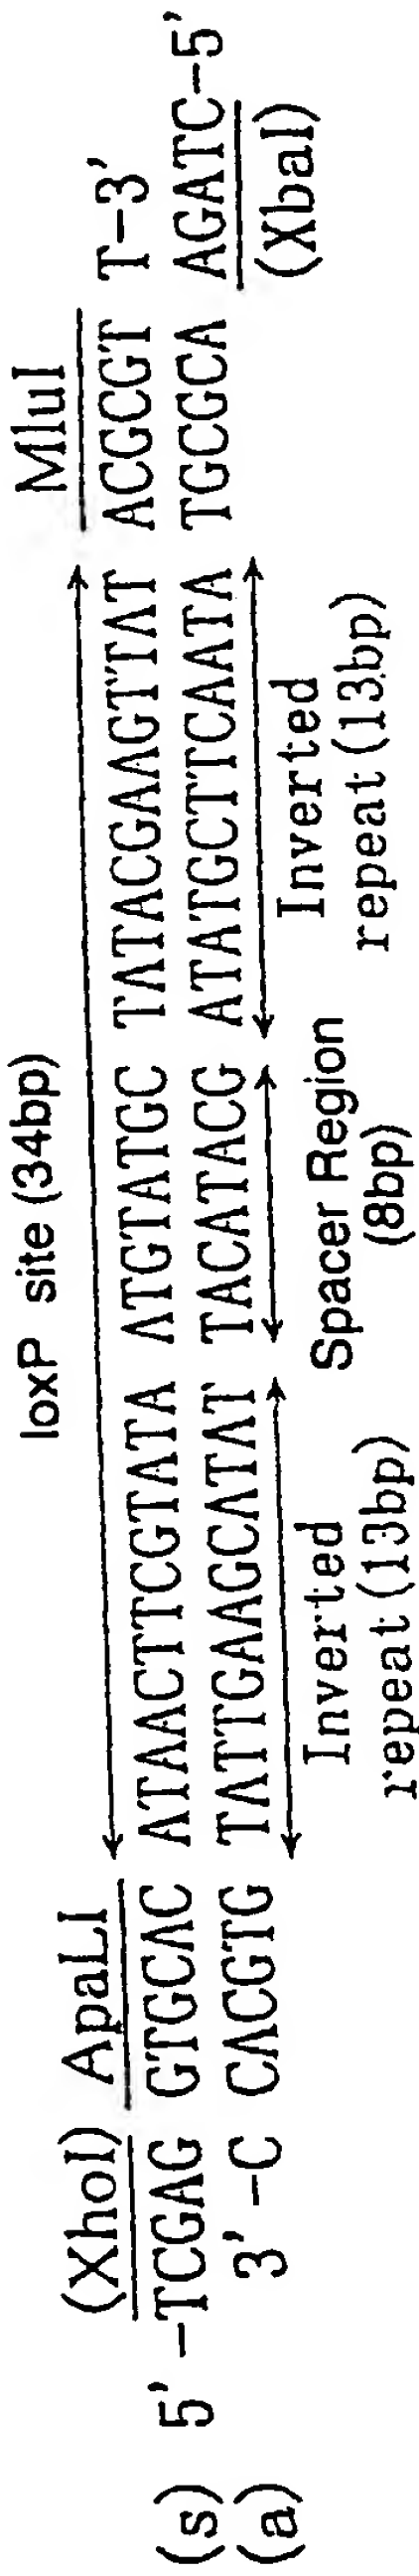 loxP site (34bp)
(XhoI) ApaLI MluI
(s) 5' -TCGAG GTGCAC ATAACTTCGTATA ATGTATGC TATACGAAGTTAT ACGCGT T-3'
(a) 3' -C CACGTG TATTGAAGCATAT TACATACG ATATGCTTCAATA TGCGCA AGATC-5'
Inverted Spacer Region Inverted (XbaI)
repeat (13bp) (8bp) repeat (13bp)